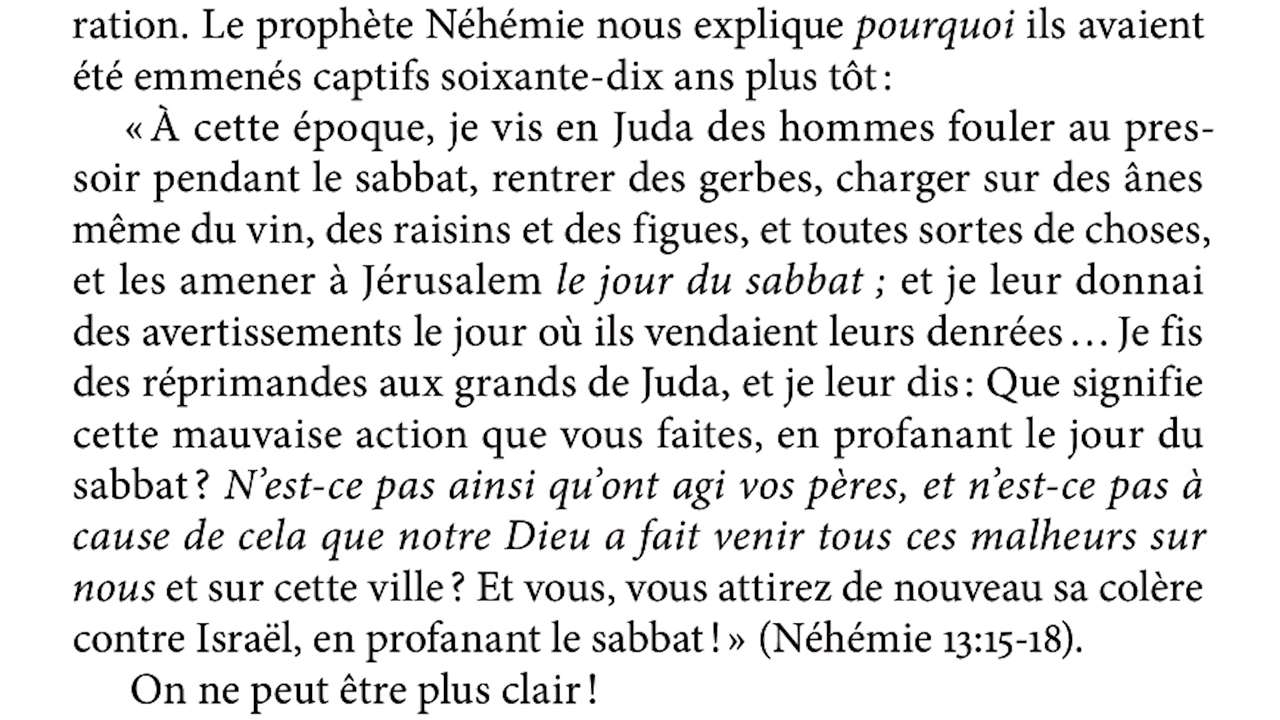 ration. Le prophète Néhémie nous explique pourquoi ils avaient
été emmenés captifs soixante-dix ans plus tôt :
« À cette époque, je vis en Juda des hommes fouler au pres-
soir pendant le sabbat, rentrer des gerbes, charger sur des ânes
même du vin, des raisins et des figues, et toutes sortes de choses,
et les amener à Jérusalem le jour du sabbat ; et je leur donnai
des avertissements le jour où ils vendaient leurs denrées… Je fis
des réprimandes aux grands de Juda, et je leur dis : Que signifie
cette mauvaise action que vous faites, en profanant le jour du
sabbat ? N’est-ce pas ainsi qu’ont agi vos pères, et n’est-ce pas à
cause de cela que notre Dieu a fait venir tous ces malheurs sur
nous et sur cette ville ? Et vous, vous attirez de nouveau sa colère
contre Israël, en profanant le sabbat ! » (Néhémie 13:15-18).
On ne peut être plus clair !